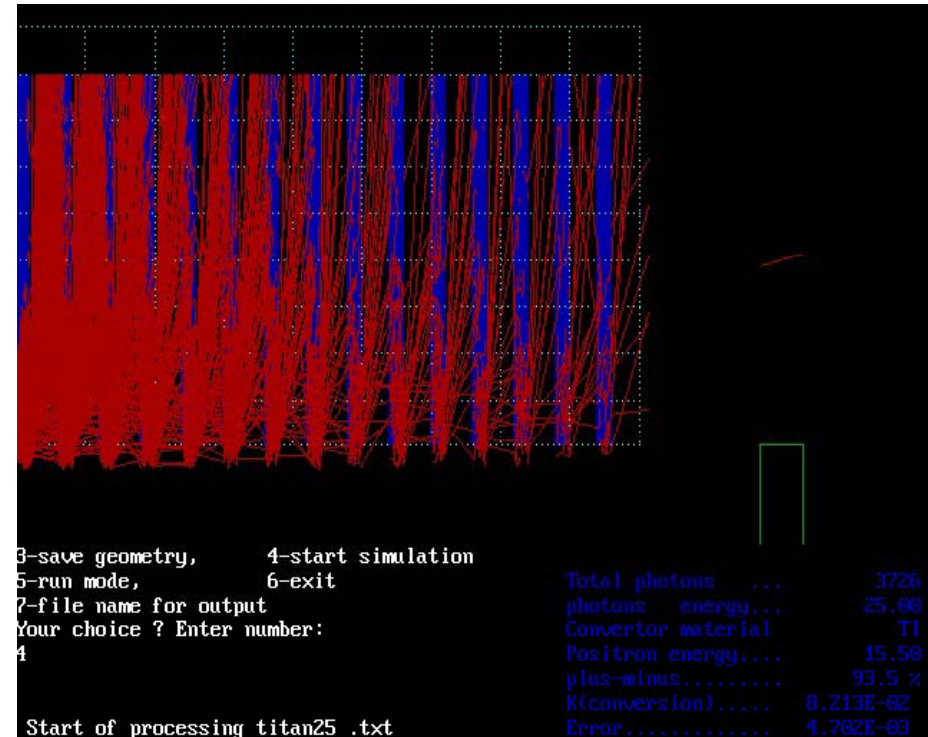 3-save geometry, 4-start simulation
5-run mode, 6-exit
7-file name for output
Your choice ? Enter number:
4
Start of processing titan25 .txt
Total photons ... 3726
photons energy... 25.00
Convertor material TI
Positron energy.... 15.50
plus-minus......... 93.5 %
K(conversion)..... 8.213E-02
Error............. 4.702E-03